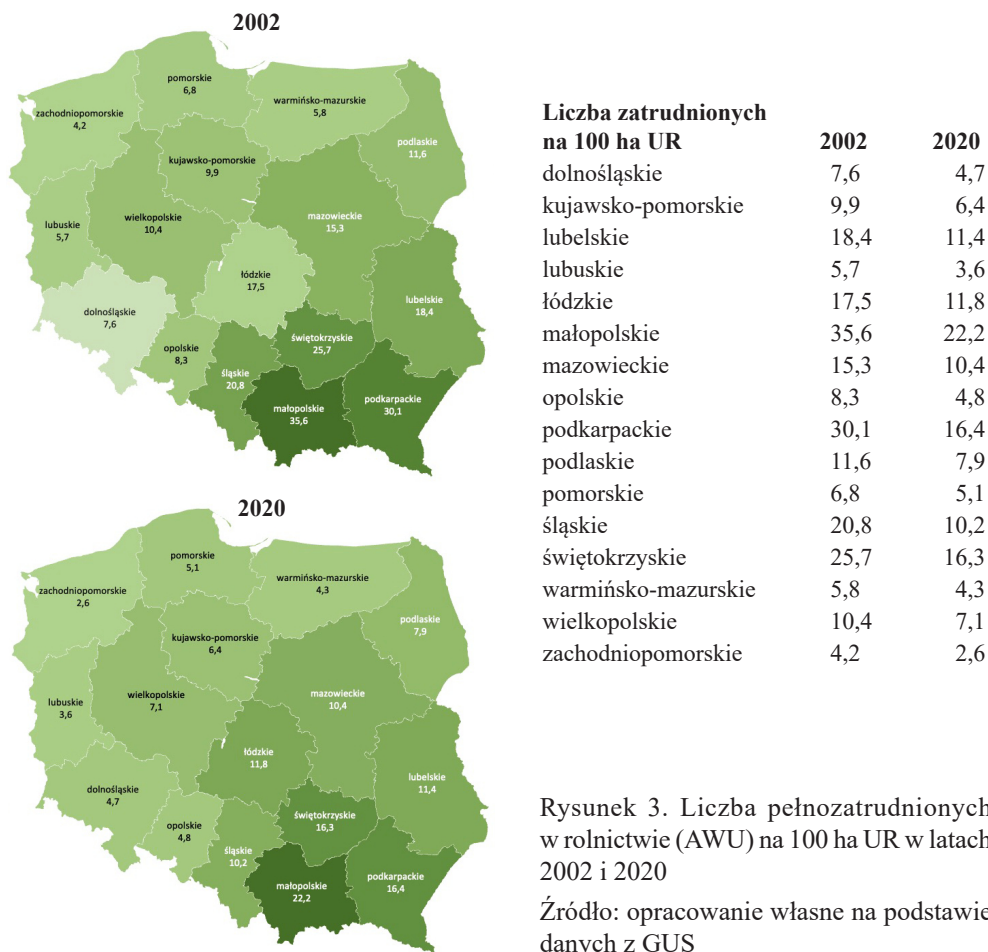 2002
pomorskie
6,8
warmińsko-mazurskie
5,8
zachodniopomorskie
4,2
podlaskie
11,6
kujawsko-pomorskie
9,9
mazowieckie
15,3
wielkopolskie
10,4
lubuskie
5,7
łódzkie
17,5
lubelskie
18,4
dolnośląskie
7,6
świętokrzyskie
25,7
opolskie
8,3
śląskie
20,8
małopolskie
35,6
podkarpackie
30,1
2020
pomorskie
5,1
warmińsko-mazurskie
4,3
zachodniopomorskie
2,6
podlaskie
7,9
kujawsko-pomorskie
6,4
mazowieckie
10,4
wielkopolskie
7,1
lubuskie
3,6
łódzkie
11,8
lubelskie
11,4
dolnośląskie
4,7
świętokrzyskie
16,3
opolskie
4,8
śląskie
10,2
małopolskie
22,2
podkarpackie
16,4
Liczba zatrudnionych
na 100 ha UR 2002 2020
dolnośląskie 7,6 4,7
kujawsko-pomorskie 9,9 6,4
lubelskie 18,4 11,4
lubuskie 5,7 3,6
łódzkie 17,5 11,8
małopolskie 35,6 22,2
mazowieckie 15,3 10,4
opolskie 8,3 4,8
podkarpackie 30,1 16,4
podlaskie 11,6 7,9
pomorskie 6,8 5,1
śląskie 20,8 10,2
świętokrzyskie 25,7 16,3
warmińsko-mazurskie 5,8 4,3
wielkopolskie 10,4 7,1
zachodniopomorskie 4,2 2,6
Rysunek 3. Liczba pełnozatrudnionych
w rolnictwie (AWU) na 100 ha UR w latach
2002 i 2020
Źródło: opracowanie własne na podstawie
danych z GUS